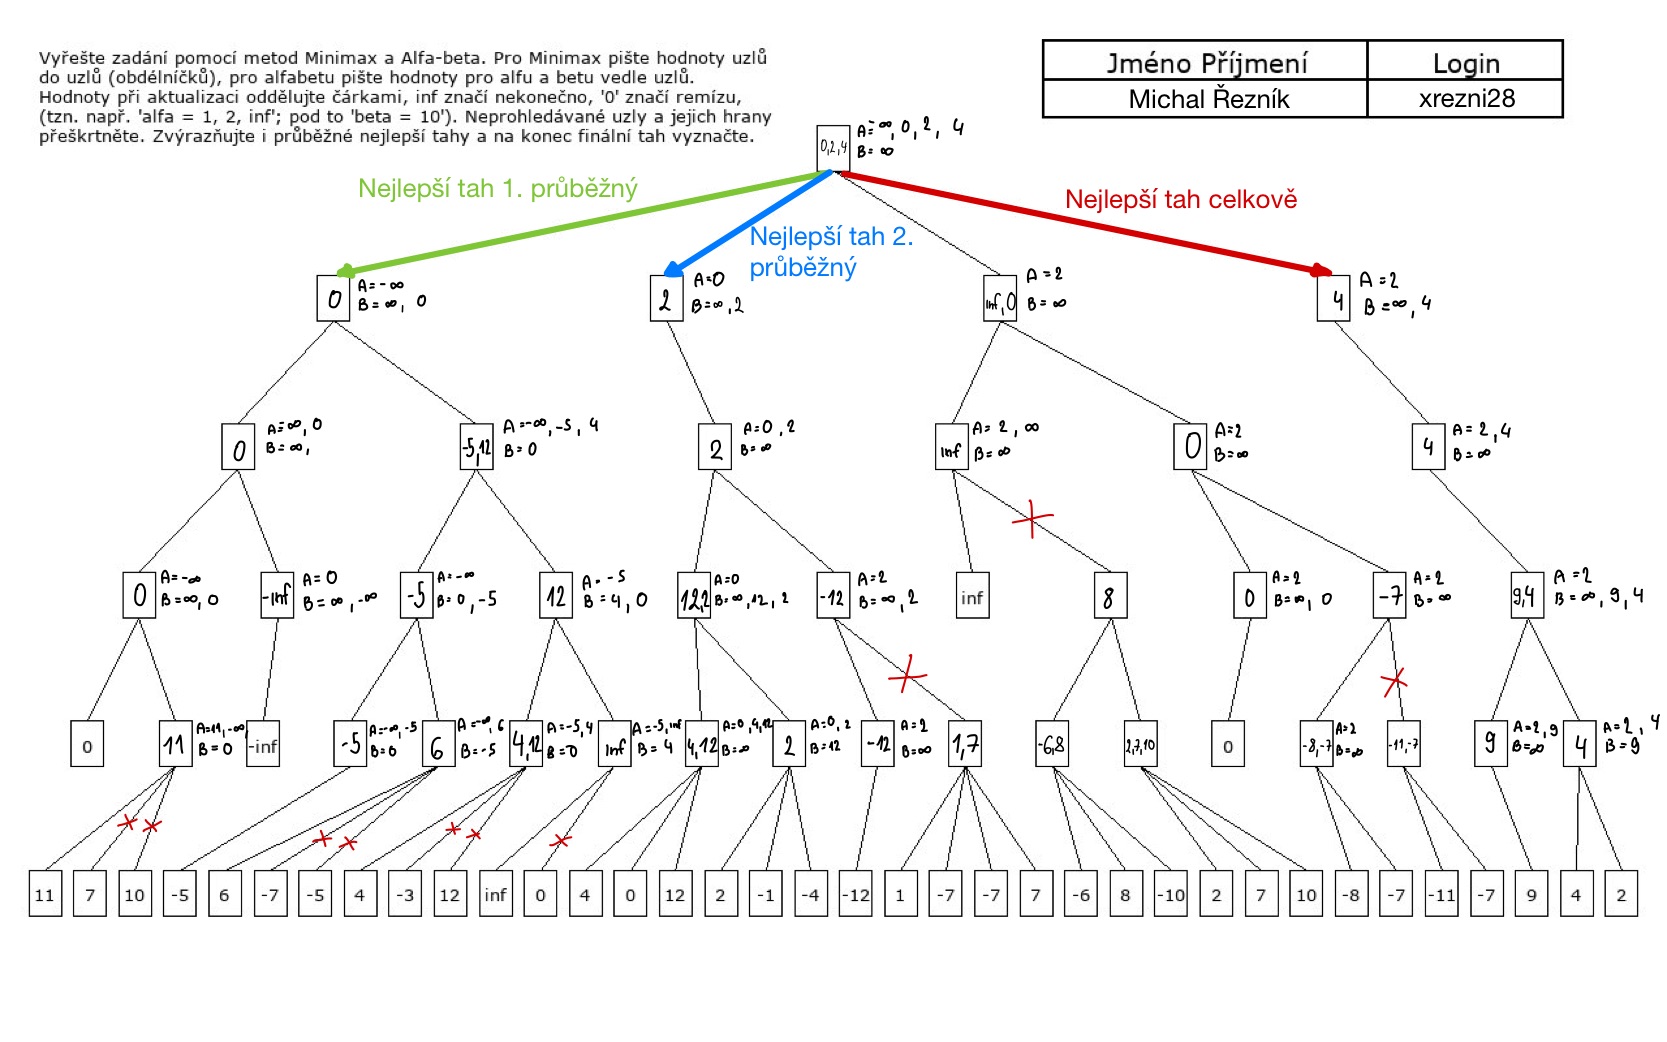 Vyřešte zadání pomocí metod Minimax a Alfa-beta. Pro Minimax pište hodnoty uzlů
do uzlů (obdélníčků), pro alfabetu pište hodnoty pro alfu a betu vedle uzlů.
Hodnoty při aktualizaci oddělujte čárkami, inf značí nekonečno, '0' značí remízu,
(tzn. např. 'alfa = 1, 2, inf'; pod to 'beta = 10'). Neprohledávané uzly a jejich hrany
přeškrtněte. Zvýrazňujte i průběžné nejlepší tahy a na konec finální tah vyznačte.
Jméno Příjmení Login
Michal Řezník xrezni28
0,2,4 A=-∞, 0, 2, 4
B=∞
Nejlepší tah 1. průběžný
Nejlepší tah celkově
Nejlepší tah 2.
průběžný
0 A=-∞ 2 A=0 inf,0 A=2 4 A=2
B=∞, 0 B=∞,2 B=∞ B=∞, 4
0 A=-∞, 0 -5,12 A=-∞,-5, 4 2 A=0, 2 inf A=2, ∞ 0 A=2 4 A=2,4
B=∞, B=0 B=∞ B=∞ B=∞ B=∞
0 A=-∞ -inf A=0 -5 A=-∞ 12 A=-5 12,2 A=0 -12 A=2 inf 8 0 A=2 -7 A=2 9,4 A=2
B=∞, 0 B=∞,-∞ B=0,-5 B=4, 0 B=∞,12, 2 B=∞, 2 B=∞, 0 B=∞ B=∞, 9, 4
0 11 A=11,-∞ -inf -5 A=-∞,-5 6 A=-∞, 6 4,12 A=-5,4 inf A=-5,inf 4,12 A=0,4,12 2 A=0, 2 -12 A=2 1,7 -6,8 2,7,10 0 -8,-7 A=2 -11,-7 9 A=2,9 4 A=2, 4
B=0 B=0 B=-5 B=0 B=4 B=∞ B=12 B=∞ B=∞ B=∞ B=9
11 7 10 -5 6 -7 -5 4 -3 12 inf 0 4 0 12 2 -1 -4 -12 1 -7 -7 7 -6 8 -10 2 7 10 -8 -7 -11 -7 9 4 2